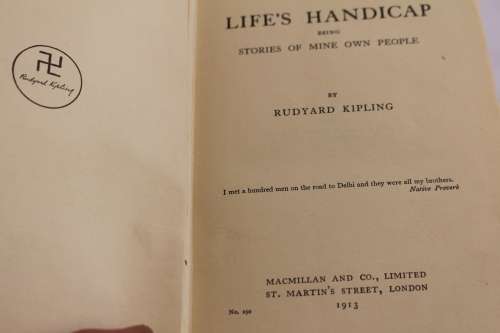 Rudyard Kipling
LIFE'S HANDICAP
BEING
STORIES OF MINE OWN PEOPLE
BY
RUDYARD KIPLING
I met a hundred men on the road to Delhi and they were all my brothers.
Native Proverb
MACMILLAN AND CO., LIMITED
ST. MARTIN'S STREET, LONDON
1913
No. 250